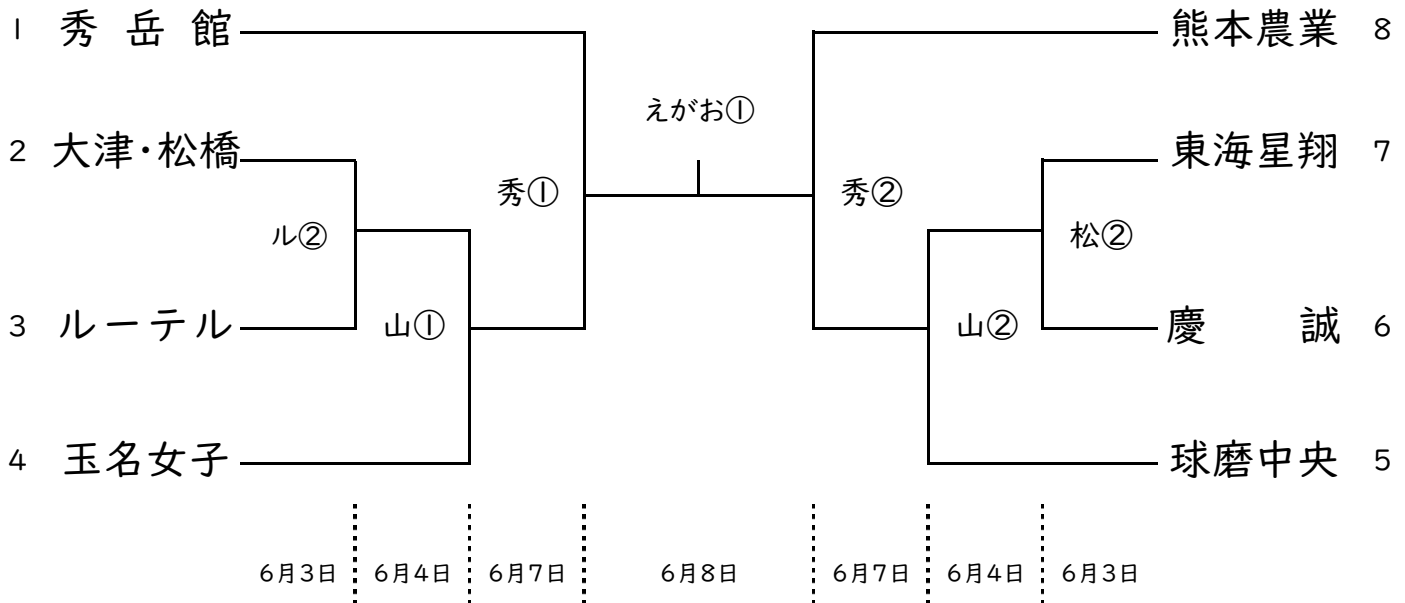 1 秀岳館
熊本農業 8
えがお①
2 大津・松橋
東海星翔 7
秀①
秀②
ル②
松②
3 ルーテル
山①
山②
慶誠 6
4 玉名女子
球磨中央 5
6月3日 6月4日 6月7日 6月8日 6月7日 6月4日 6月3日